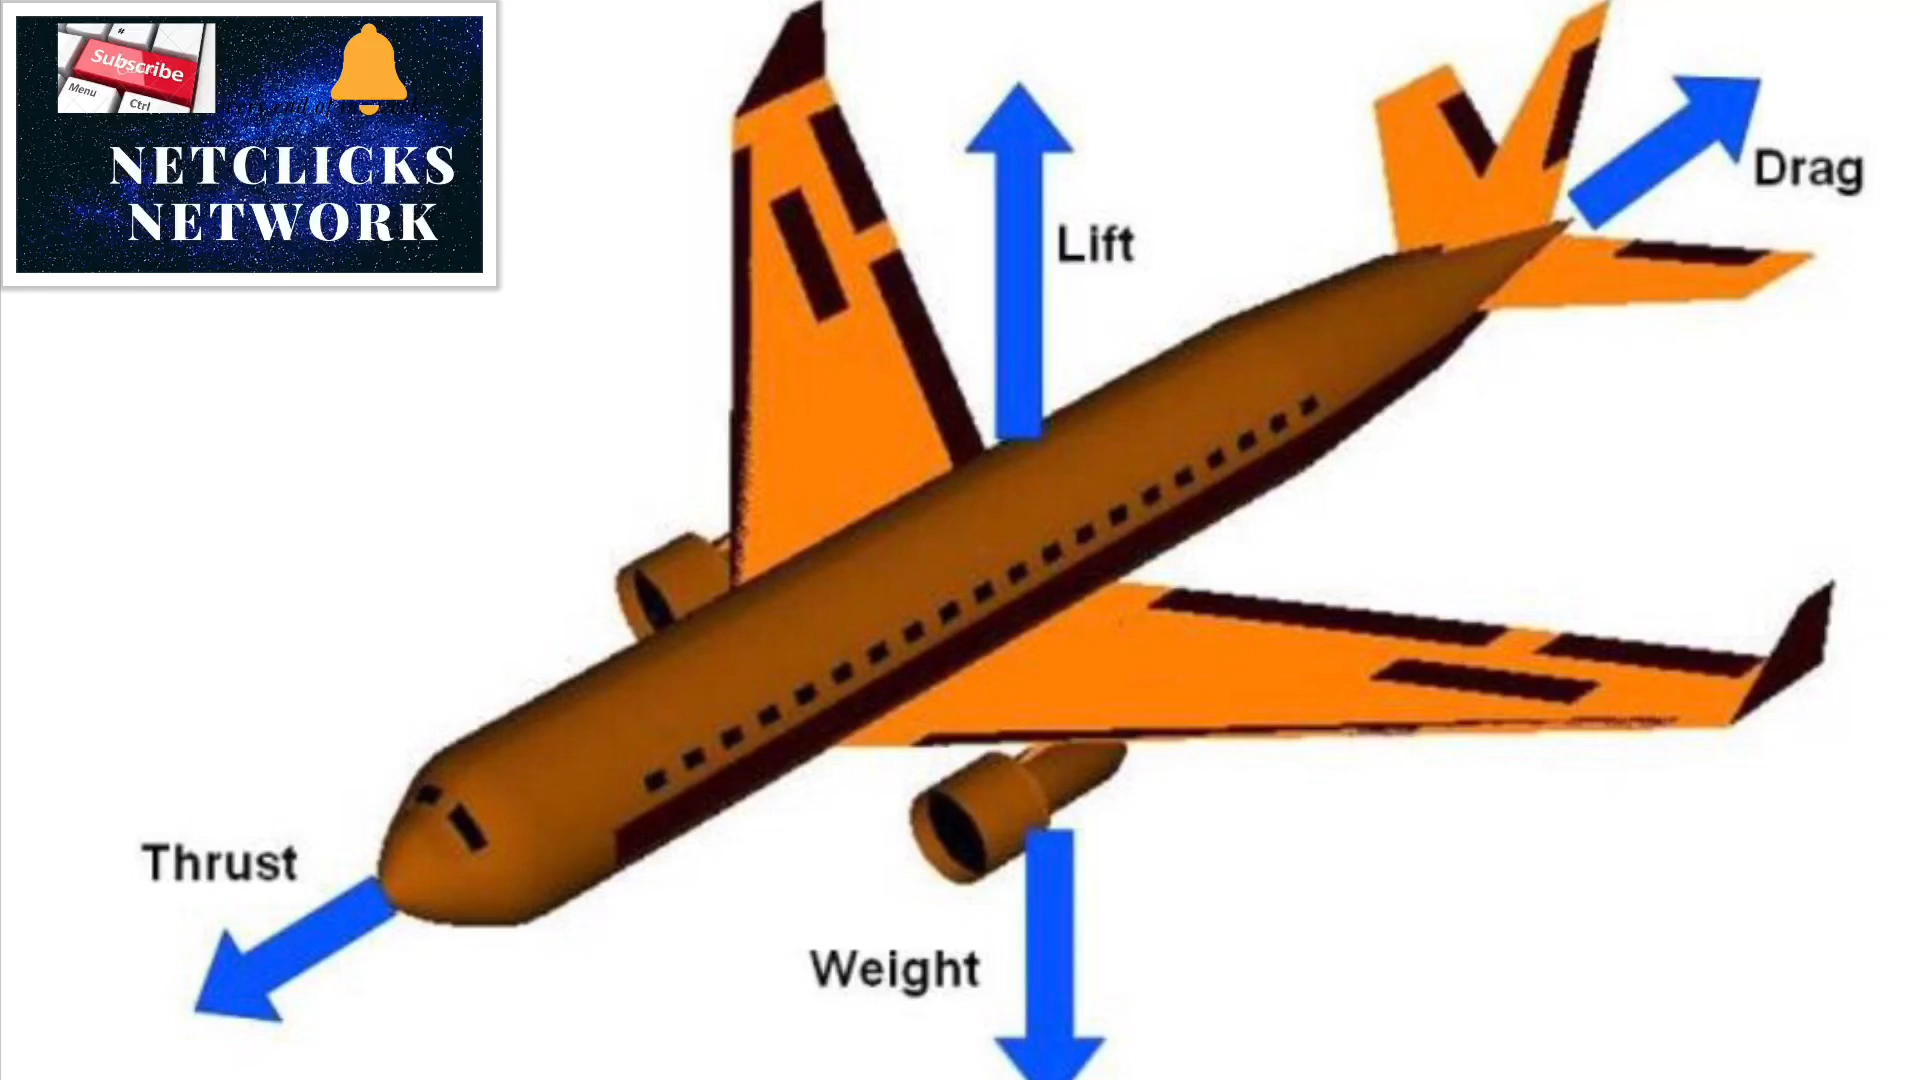 #
Subscribe
Menu
Ctrl
NETCLICKS
NETWORK
Drag
Lift
Thrust
Weight